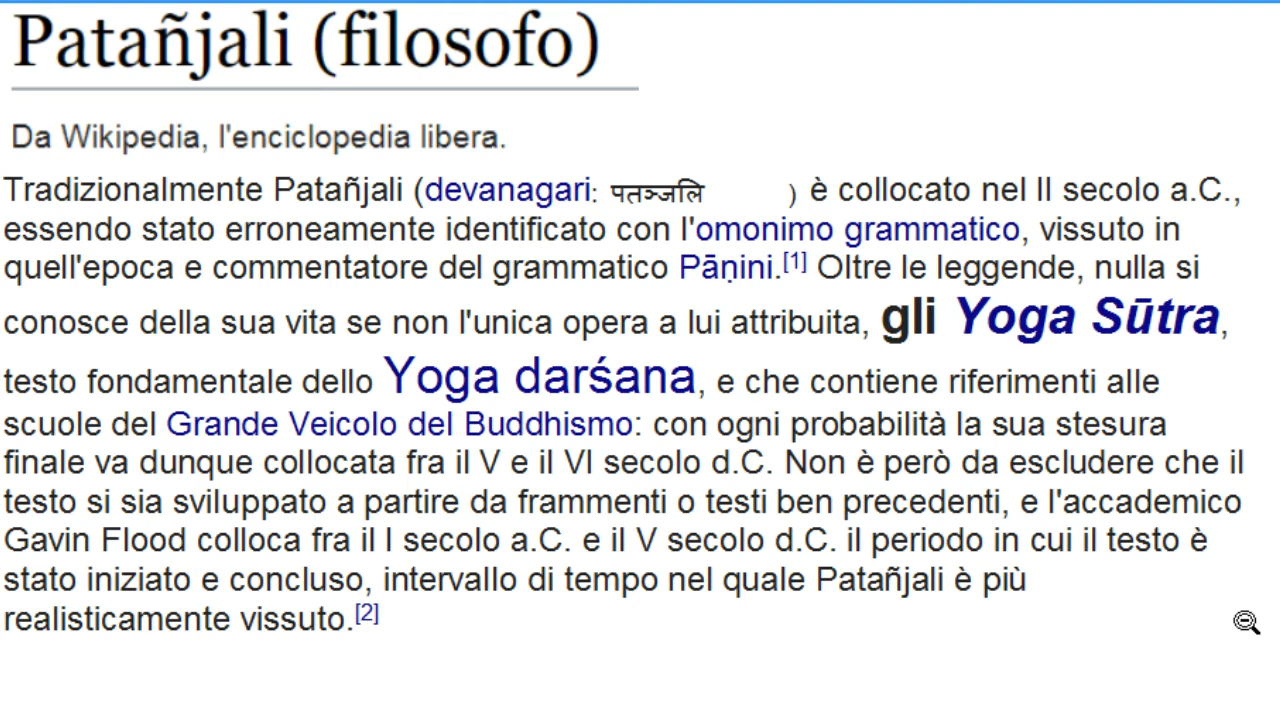 Patañjali (filosofo)
Da Wikipedia, l'enciclopedia libera.
Tradizionalmente Patañjali (devanagari: पतञ्जलि ) è collocato nel II secolo a.C.,
essendo stato erroneamente identificato con l'omonimo grammatico, vissuto in
quell'epoca e commentatore del grammatico Pāṇini.[1] Oltre le leggende, nulla si
conosce della sua vita se non l'unica opera a lui attribuita, gli Yoga Sūtra,
testo fondamentale dello Yoga darśana, e che contiene riferimenti alle
scuole del Grande Veicolo del Buddhismo: con ogni probabilità la sua stesura
finale va dunque collocata fra il V e il VI secolo d.C. Non è però da escludere che il
testo si sia sviluppato a partire da frammenti o testi ben precedenti, e l'accademico
Gavin Flood colloca fra il I secolo a.C. e il V secolo d.C. il periodo in cui il testo è
stato iniziato e concluso, intervallo di tempo nel quale Patañjali è più
realisticamente vissuto.[2]